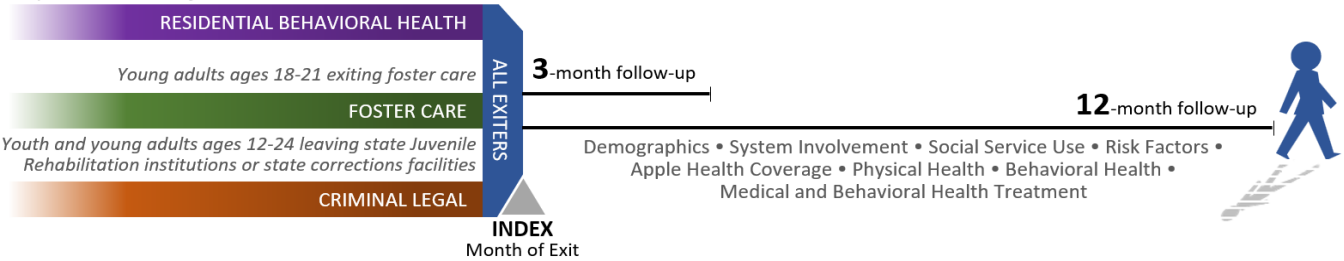 RESIDENTIAL BEHAVIORAL HEALTH
Young adults ages 18-21 exiting foster care
FOSTER CARE
Youth and young adults ages 12-24 leaving state Juvenile
Rehabilitation institutions or state corrections facilities
CRIMINAL LEGAL
ALL EXITERS
INDEX
Month of Exit
3-month follow-up
12-month follow-up
Demographics • System Involvement • Social Service Use • Risk Factors •
Apple Health Coverage • Physical Health • Behavioral Health •
Medical and Behavioral Health Treatment